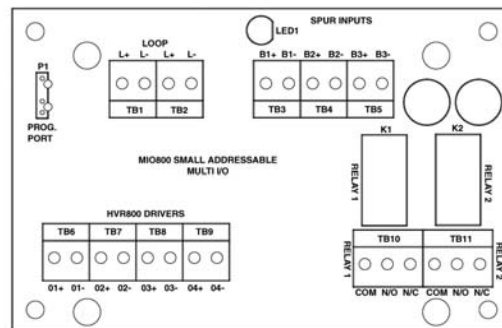 SPUR INPUTS
LED1
LOOP
L+ L- L+ L-
B1+ B1- B2+ B2- B3+ B3-
P1
TB1 TB2
TB3 TB4 TB5
PROG.
PORT
K1 K2
MIO800 SMALL ADDRESSABLE
MULTI I/O
RELAY 1
RELAY 2
HVR800 DRIVERS
TB6 TB7 TB8 TB9
TB10 TB11
RELAY 1
RELAY 2
01+ 01- 02+ 02- 03+ 03- 04+ 04-
COM N/O N/C COM N/O N/C